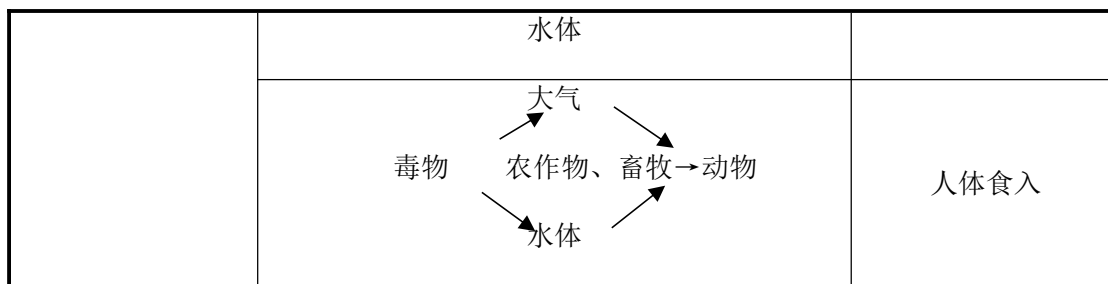 水体
大气
毒物 农作物、畜牧→动物
人体食入
水体